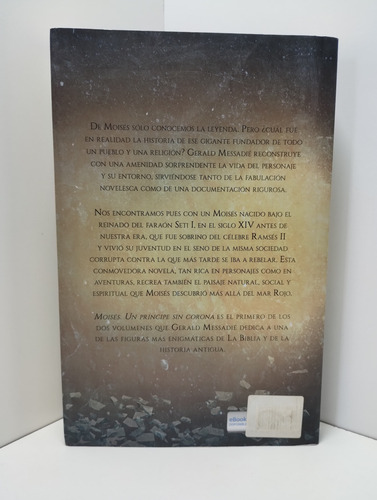 De Moisés sólo conocemos la leyenda. Pero ¿cuál fue
en realidad la historia de ese gigante fundador de todo
un pueblo y una religión? Gerald Messadié reconstruye
con una amenidad sorprendente la vida del personaje
y su entorno, sirviéndose tanto de la fabulación
novelesca como de una documentación rigurosa.
Nos encontramos pues con un Moisés nacido bajo el
reinado del faraón Seti I, en el siglo XIV antes de
nuestra era, que fue sobrino del célebre Ramsés II
y vivió su juventud en el seno de la misma sociedad
corrupta contra la que más tarde se iba a rebelar. Esta
conmovedora novela, tan rica en personajes como en
aventuras, recrea también el paisaje natural, social y
espiritual que Moisés descubrió más allá del mar Rojo.
Moisés. Un príncipe sin corona es el primero de los
dos volúmenes que Gerald Messadié dedica a una
de las figuras más enigmáticas de La Biblia y de la
historia antigua.